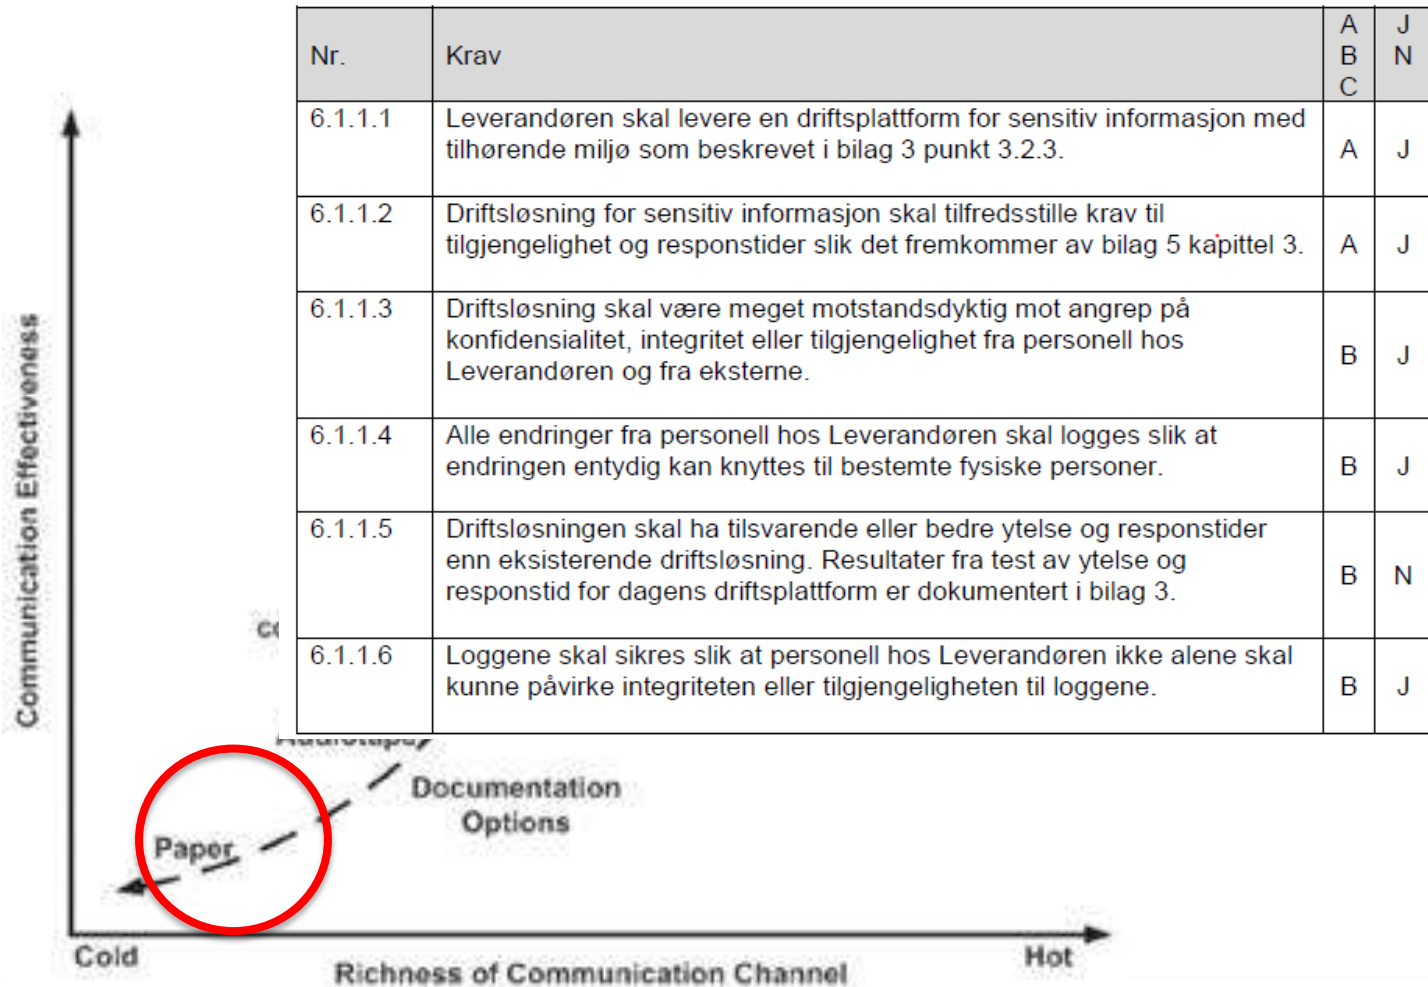 Nr.
Krav
A
B
C
J
N
6.1.1.1
Leverandøren skal levere en driftsplattform for sensitiv informasjon med
tilhørende miljø som beskrevet i bilag 3 punkt 3.2.3.
A
J
6.1.1.2
Driftsløsning for sensitiv informasjon skal tilfredsstille krav til
tilgjengelighet og responstider slik det fremkommer av bilag 5 kapittel 3.
A
J
6.1.1.3
Driftsløsning skal være meget motstandsdyktig mot angrep på
konfidensialitet, integritet eller tilgjengelighet fra personell hos
Leverandøren og fra eksterne.
B
J
6.1.1.4
Alle endringer fra personell hos Leverandøren skal logges slik at
endringen entydig kan knyttes til bestemte fysiske personer.
B
J
6.1.1.5
Driftsløsningen skal ha tilsvarende eller bedre ytelse og responstider
enn eksisterende driftsløsning. Resultater fra test av ytelse og
responstid for dagens driftsplattform er dokumentert i bilag 3.
B
N
6.1.1.6
Loggene skal sikres slik at personell hos Leverandøren ikke alene skal
kunne påvirke integriteten eller tilgjengeligheten til loggene.
B
J
Communication Effectiveness
Audiotape
Documentation
Options
Paper
Cold
Hot
Richness of Communication Channel